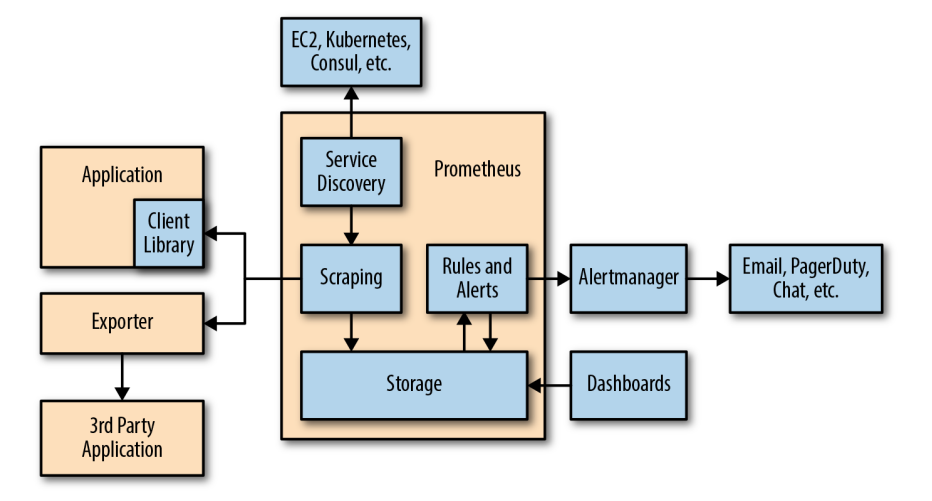 EC2, Kubernetes,
Consul, etc.
Service
Discovery
Prometheus
Application
Client
Library
Scraping
Rules and
Alerts
Alertmanager
Email, PagerDuty,
Chat, etc.
Exporter
Storage
Dashboards
3rd Party
Application